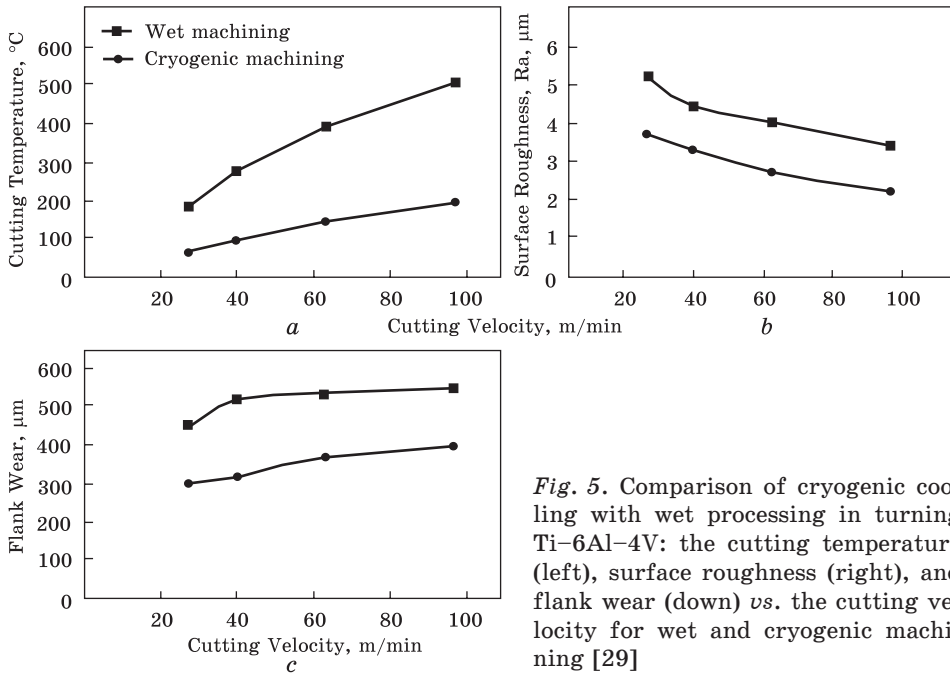 Cutting Temperature, °C
600
500
400
300
200
100
0
Wet machining
Cryogenic machining
20 40 60 80 100
a
Surface Roughness, Ra, μm
6
5
4
3
2
1
0
20 40 60 80 100
b
Cutting Velocity, m/min
Flank Wear, μm
600
500
400
300
200
100
0
20 40 60 80 100
Cutting Velocity, m/min
c
Fig. 5. Comparison of cryogenic coo-
ling with wet processing in turning
Ti–6Al–4V: the cutting temperatur
(left), surface roughness (right), and
flank wear (down) vs. the cutting ve
locity for wet and cryogenic machi
ning [29]